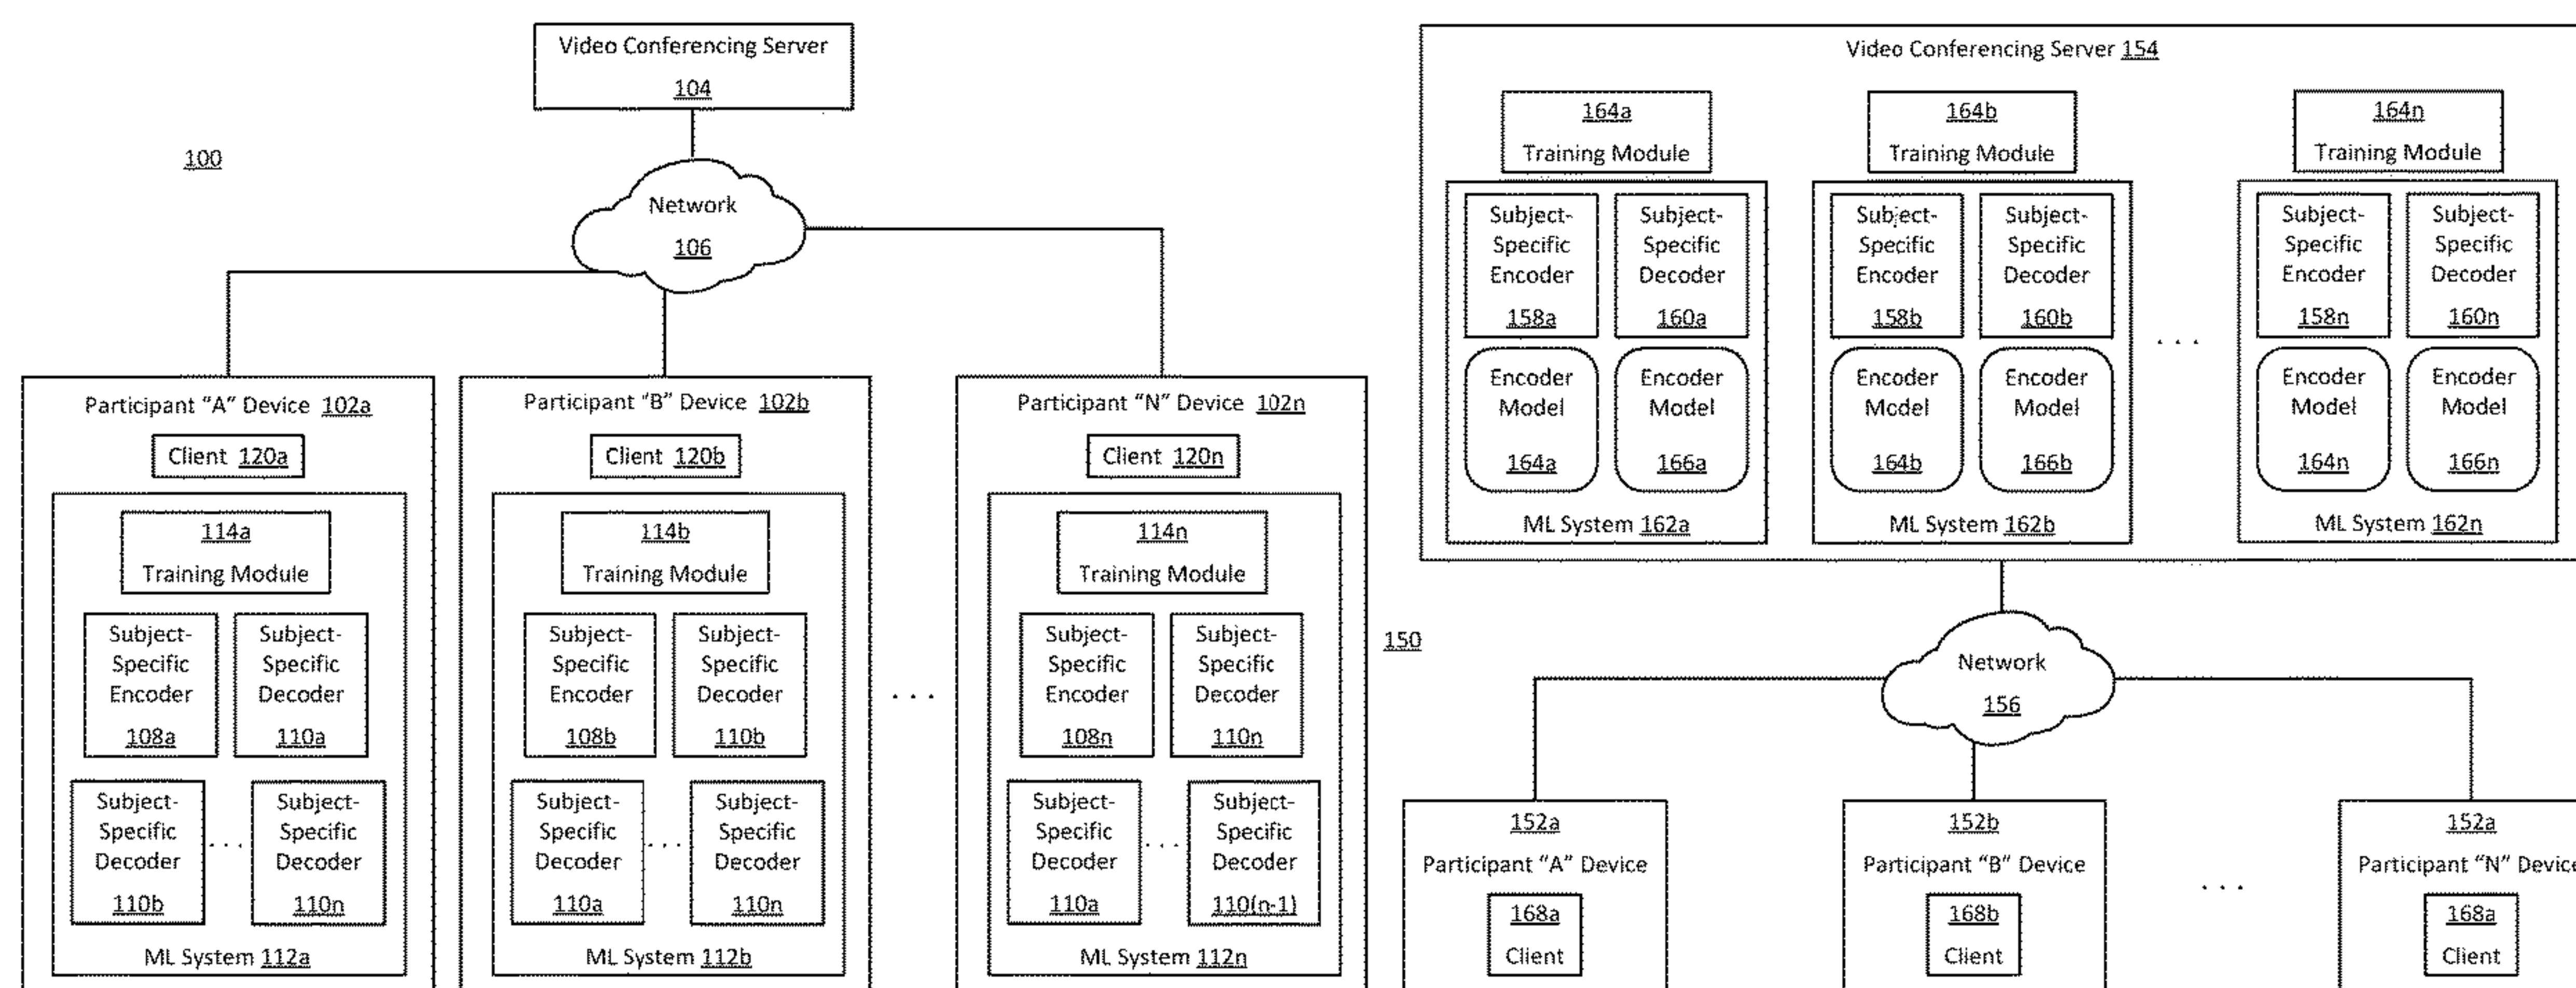 Video Conferencing Server
104
100
Network
106
Participant "A" Device 102a
Client 120a
114a
Training Module
Subject-
Specific
Encoder
108a
Subject-
Specific
Decoder
110a
Subject-
Specific
Decoder
110b
...
Subject-
Specific
Decoder
110n
ML System 112a
Participant "B" Device 102b
Client 120b
114b
Training Module
Subject-
Specific
Encoder
108b
Subject-
Specific
Decoder
110b
Subject-
Specific
Decoder
110a
...
Subject-
Specific
Decoder
110n
ML System 112b
...
Participant "N" Device 102n
Client 120n
114n
Training Module
Subject-
Specific
Encoder
108n
Subject-
Specific
Decoder
110n
Subject-
Specific
Decoder
110a
...
Subject-
Specific
Decoder
110(n-1)
ML System 112n
Video Conferencing Server 154
164a
Training Module
Subject-
Specific
Encoder
158a
Subject-
Specific
Decoder
160a
Encoder
Model
164a
Encoder
Model
166a
ML System 162a
164b
Training Module
Subject-
Specific
Encoder
158b
Subject-
Specific
Decoder
160b
Encoder
Model
164b
Encoder
Model
166b
ML System 162b
...
164n
Training Module
Subject-
Specific
Encoder
158n
Subject-
Specific
Decoder
160n
Encoder
Model
164n
Encoder
Model
166n
ML System 162n
150
Network
156
152a
Participant "A" Device
168a
Client
152b
Participant "B" Device
168b
Client
...
152a
Participant "N" Device
168a
Client